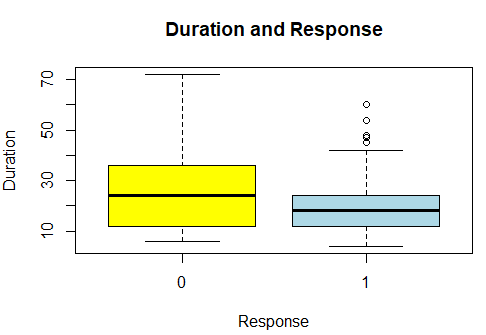 Duration and Response
Duration
70
50
30
10
0 1
Response